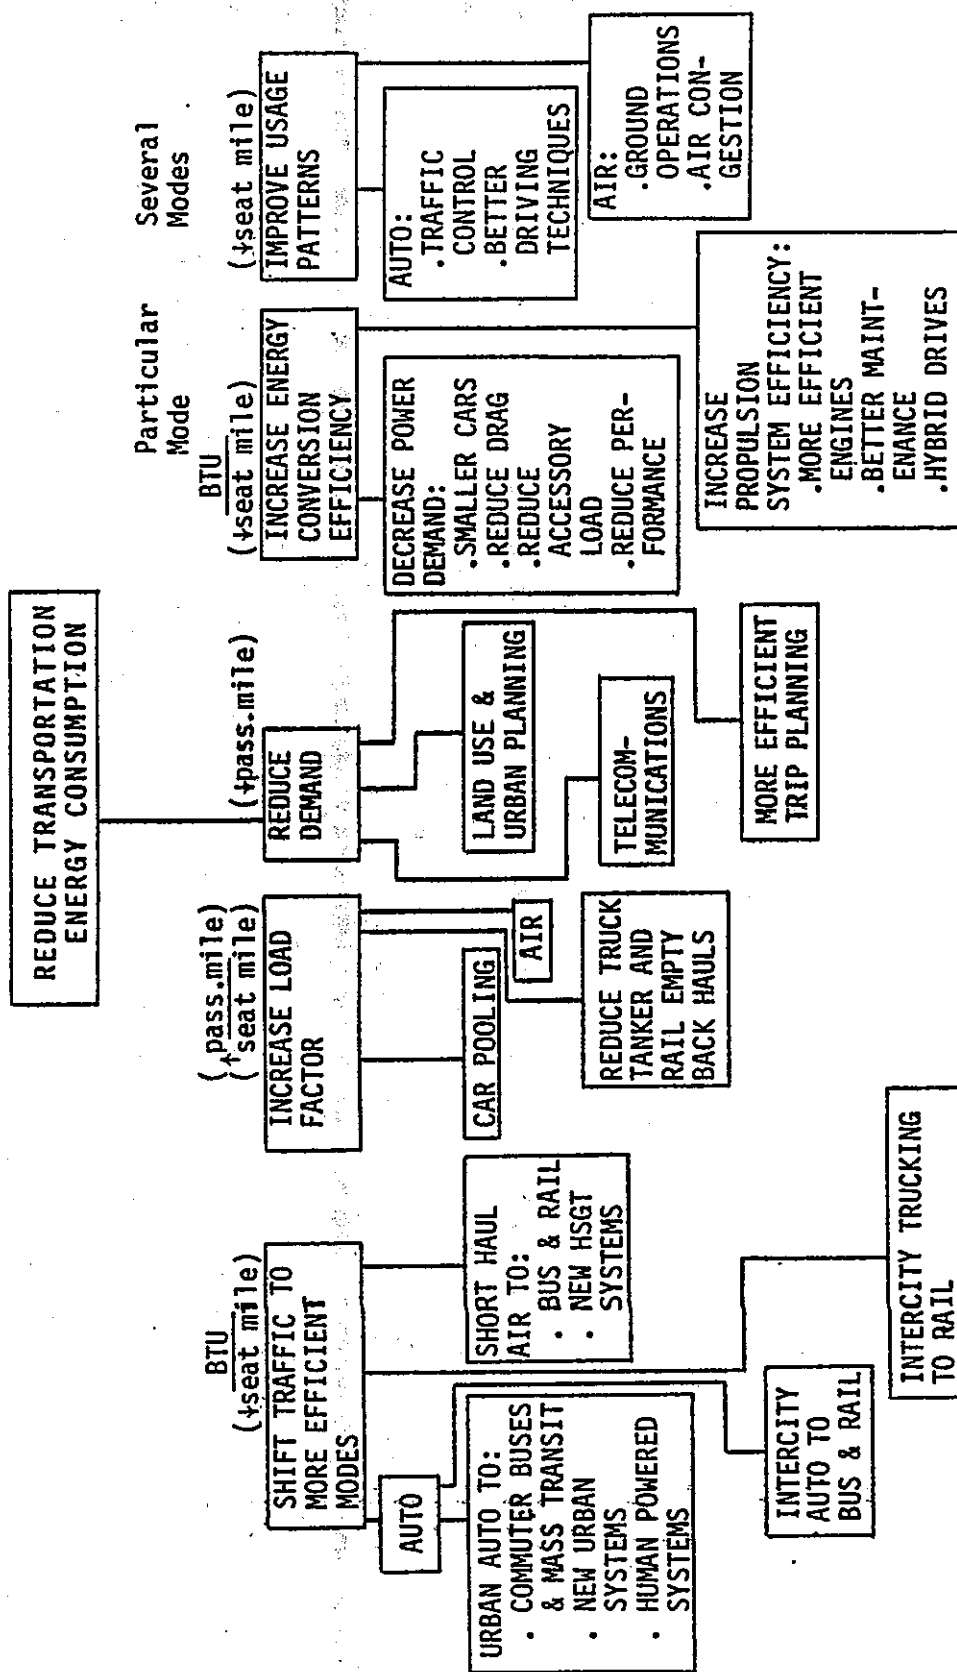 REDUCE TRANSPORTATION
ENERGY CONSUMPTION
BTU
(↓seat mile)
SHIFT TRAFFIC TO
MORE EFFICIENT
MODES
AUTO
URBAN AUTO TO:
· COMMUTER BUSES
& MASS TRANSIT
· NEW URBAN
SYSTEMS
· HUMAN POWERED
SYSTEMS
INTERCITY
AUTO TO
BUS & RAIL
SHORT HAUL
AIR TO:
· BUS & RAIL
· NEW HSGT
SYSTEMS
INTERCITY TRUCKING
TO RAIL
(↑pass.mile)
(seat mile)
INCREASE LOAD
FACTOR
CAR POOLING
AIR
REDUCE TRUCK
TANKER AND
RAIL EMPTY
BACK HAULS
(↓pass.mile)
REDUCE
DEMAND
LAND USE &
URBAN PLANNING
TELECOM-
MUNICATIONS
MORE EFFICIENT
TRIP PLANNING
Particular
Mode
BTU
(↓seat mile)
INCREASE ENERGY
CONVERSION
EFFICIENCY
DECREASE POWER
DEMAND:
.SMALLER CARS
.REDUCE DRAG
.REDUCE
ACCESSORY
LOAD
.REDUCE PER-
FORMANCE
INCREASE
PROPULSION
SYSTEM EFFICIENCY:
.MORE EFFICIENT
ENGINES
.BETTER MAINT-
ENANCE
.HYBRID DRIVES
Several
Modes
(↓seat mile)
IMPROVE USAGE
PATTERNS
AUTO:
.TRAFFIC
CONTROL
.BETTER
DRIVING
TECHNIQUES
AIR:
.GROUND
OPERATIONS
.AIR CON-
GESTION